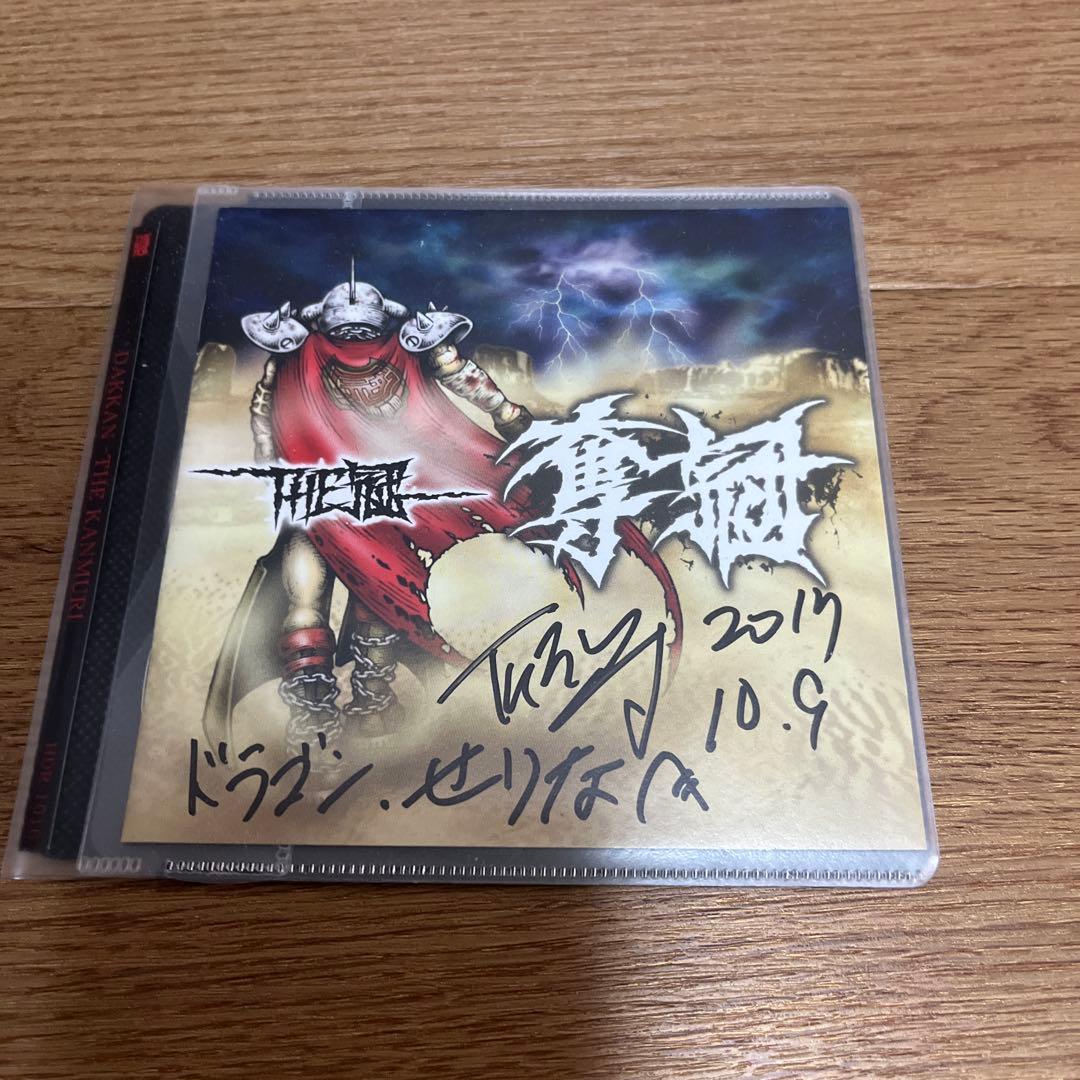 DAKKAN THE KANMURI
THE冠
奪冠
2017
10.9
ドラゴン.せりな へ